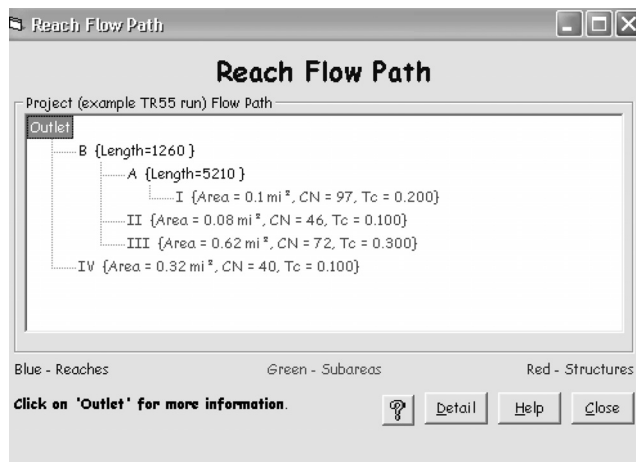 Reach Flow Path
Reach Flow Path
Project (example TR55 run) Flow Path
Outlet
B {Length=1260 }
A {Length=5210 }
I {Area = 0.1 mi², CN = 97, Tc = 0.200}
II {Area = 0.08 mi², CN = 46, Tc = 0.100}
III {Area = 0.62 mi², CN = 72, Tc = 0.300}
IV {Area = 0.32 mi², CN = 40, Tc = 0.100}
Blue - Reaches Green - Subareas Red - Structures
Click on 'Outlet' for more information. ? Detail Help Close